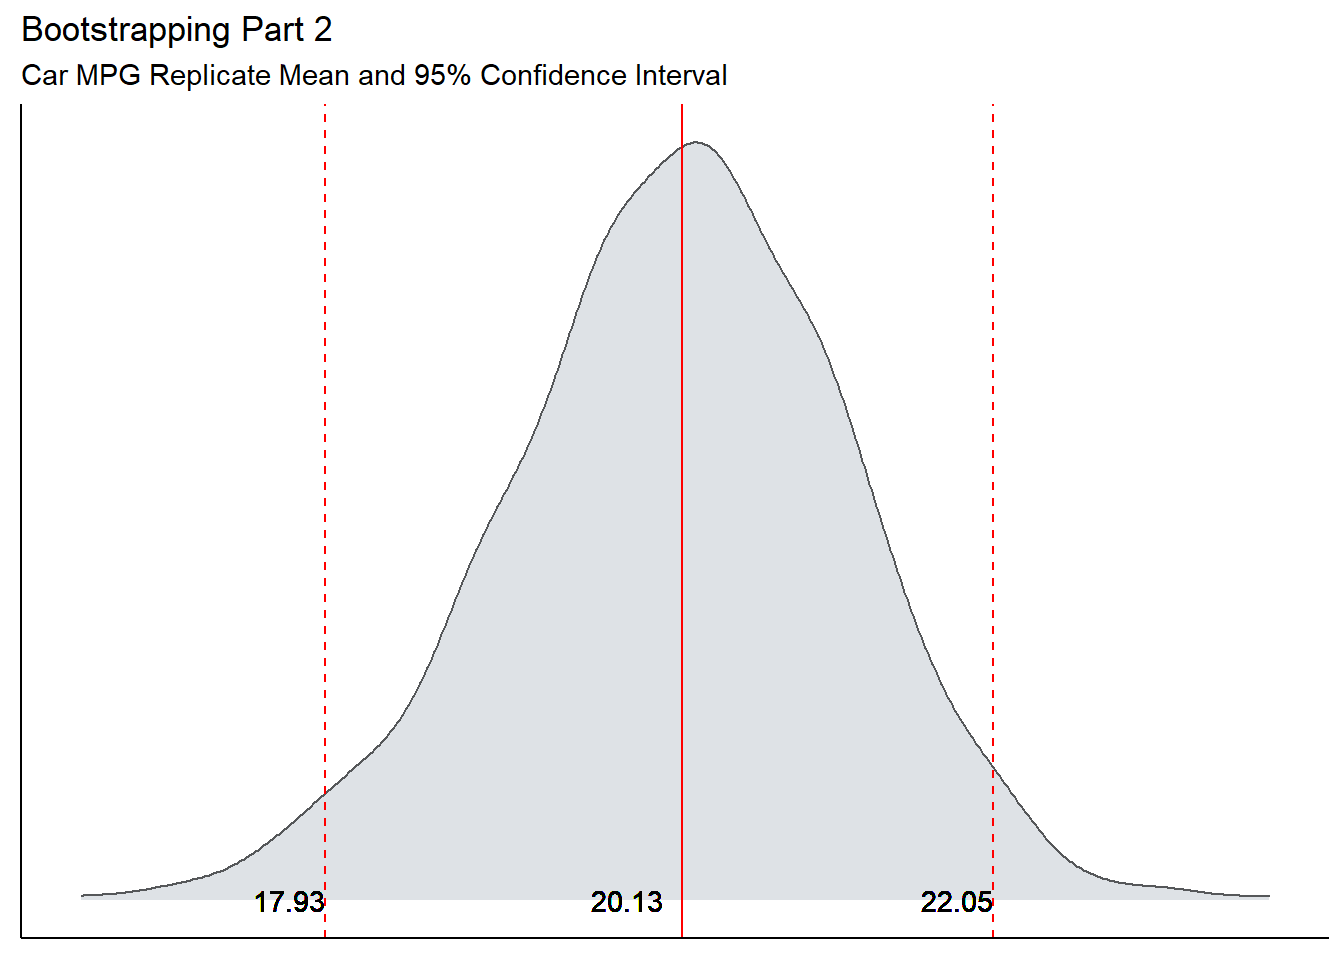 Bootstrapping Part 2
Car MPG Replicate Mean and 95% Confidence Interval
17.93 20.13 22.05